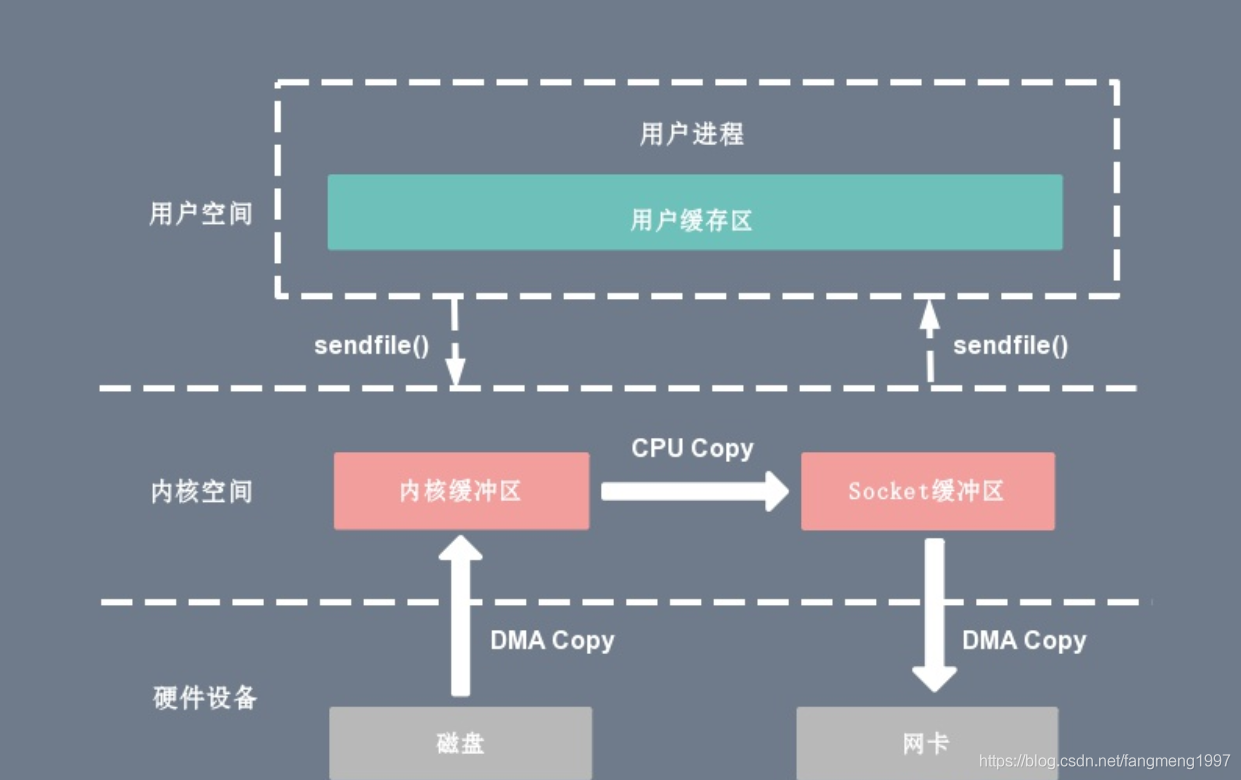 用户进程
用户空间
用户缓存区
sendfile()
sendfile()
CPU Copy
内核空间
内核缓冲区
Socket缓冲区
DMA Copy
DMA Copy
硬件设备
磁盘
网卡
https://blog.csdn.net/fangmeng1997